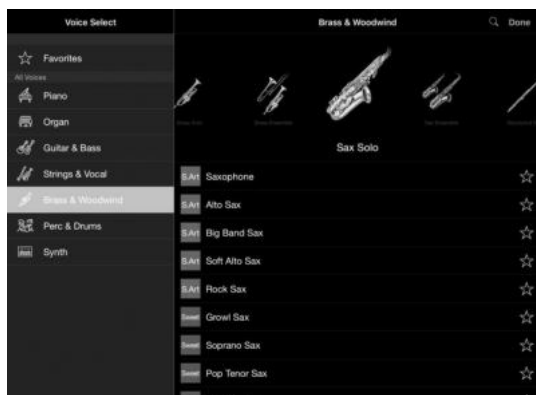 Voice Select
Brass & Woodwind
Done
Favorites
All Voices
Piano
Organ
Guitar & Bass
Strings & Vocal
Brass & Woodwind
Perc & Drums
Synth
Sax Solo
S.Art Saxophone
S.Art Alto Sax
S.Art Big Band Sax
S.Art Soft Alto Sax
S.Art Rock Sax
Sweet Growl Sax
Sweet Soprano Sax
Sweet Pop Tenor Sax